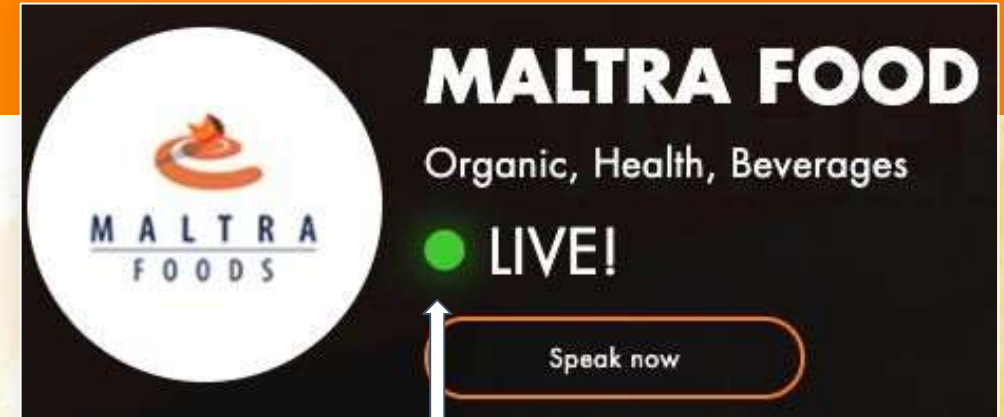 MALTRA
FOODS
MALTRA FOOD
Organic, Health, Beverages
LIVE!
Speak now